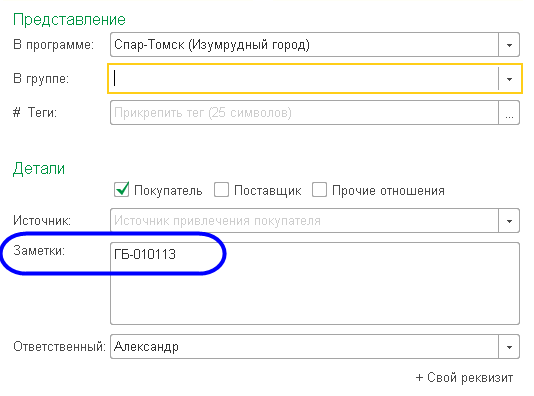 Представление
В программе: Спар-Томск (Изумрудный город)
В группе:
# Теги: Прикрепить тег (25 символов) ...
Детали
Покупатель Поставщик Прочие отношения
Источник: Источник привлечения покупателя
Заметки: ГБ-010113
Ответственный: Александр
+ Свой реквизит